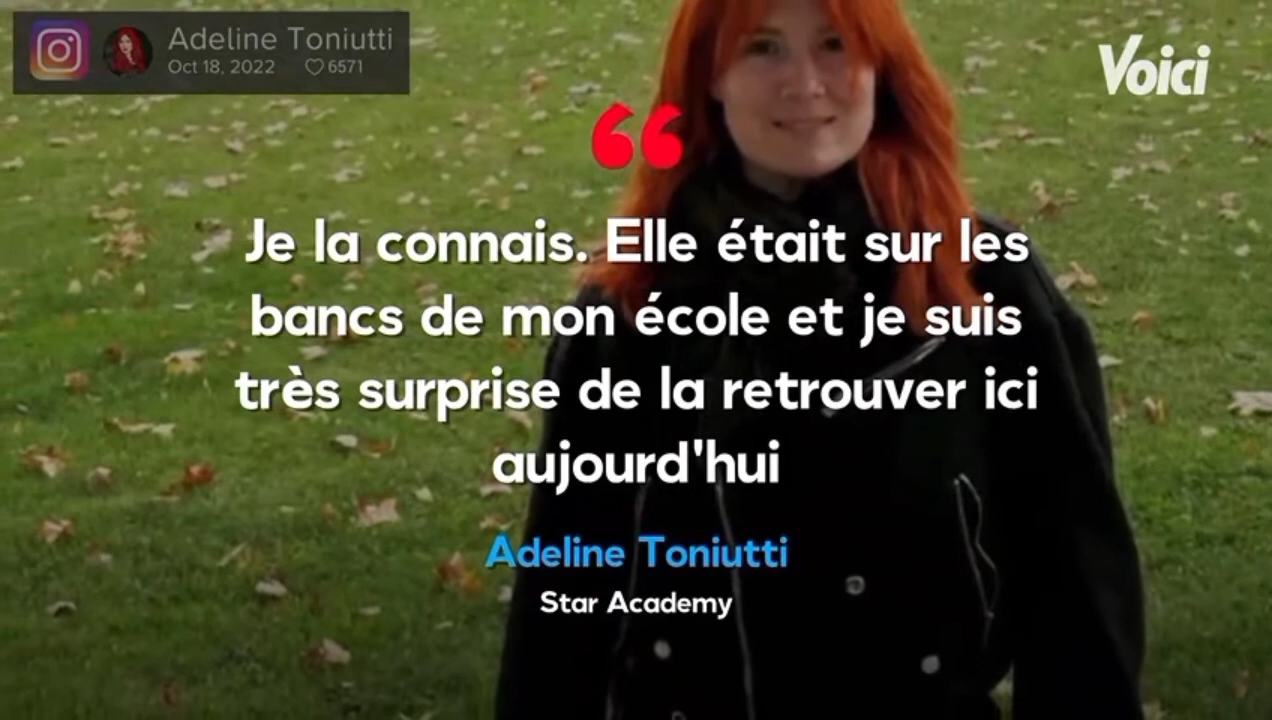 Adeline Toniutti
Oct 18, 2022 ♡ 6571
Voici
“
Je la connais. Elle était sur les
bancs de mon école et je suis
très surprise de la retrouver ici
aujourd'hui
Adeline Toniutti
Star Academy